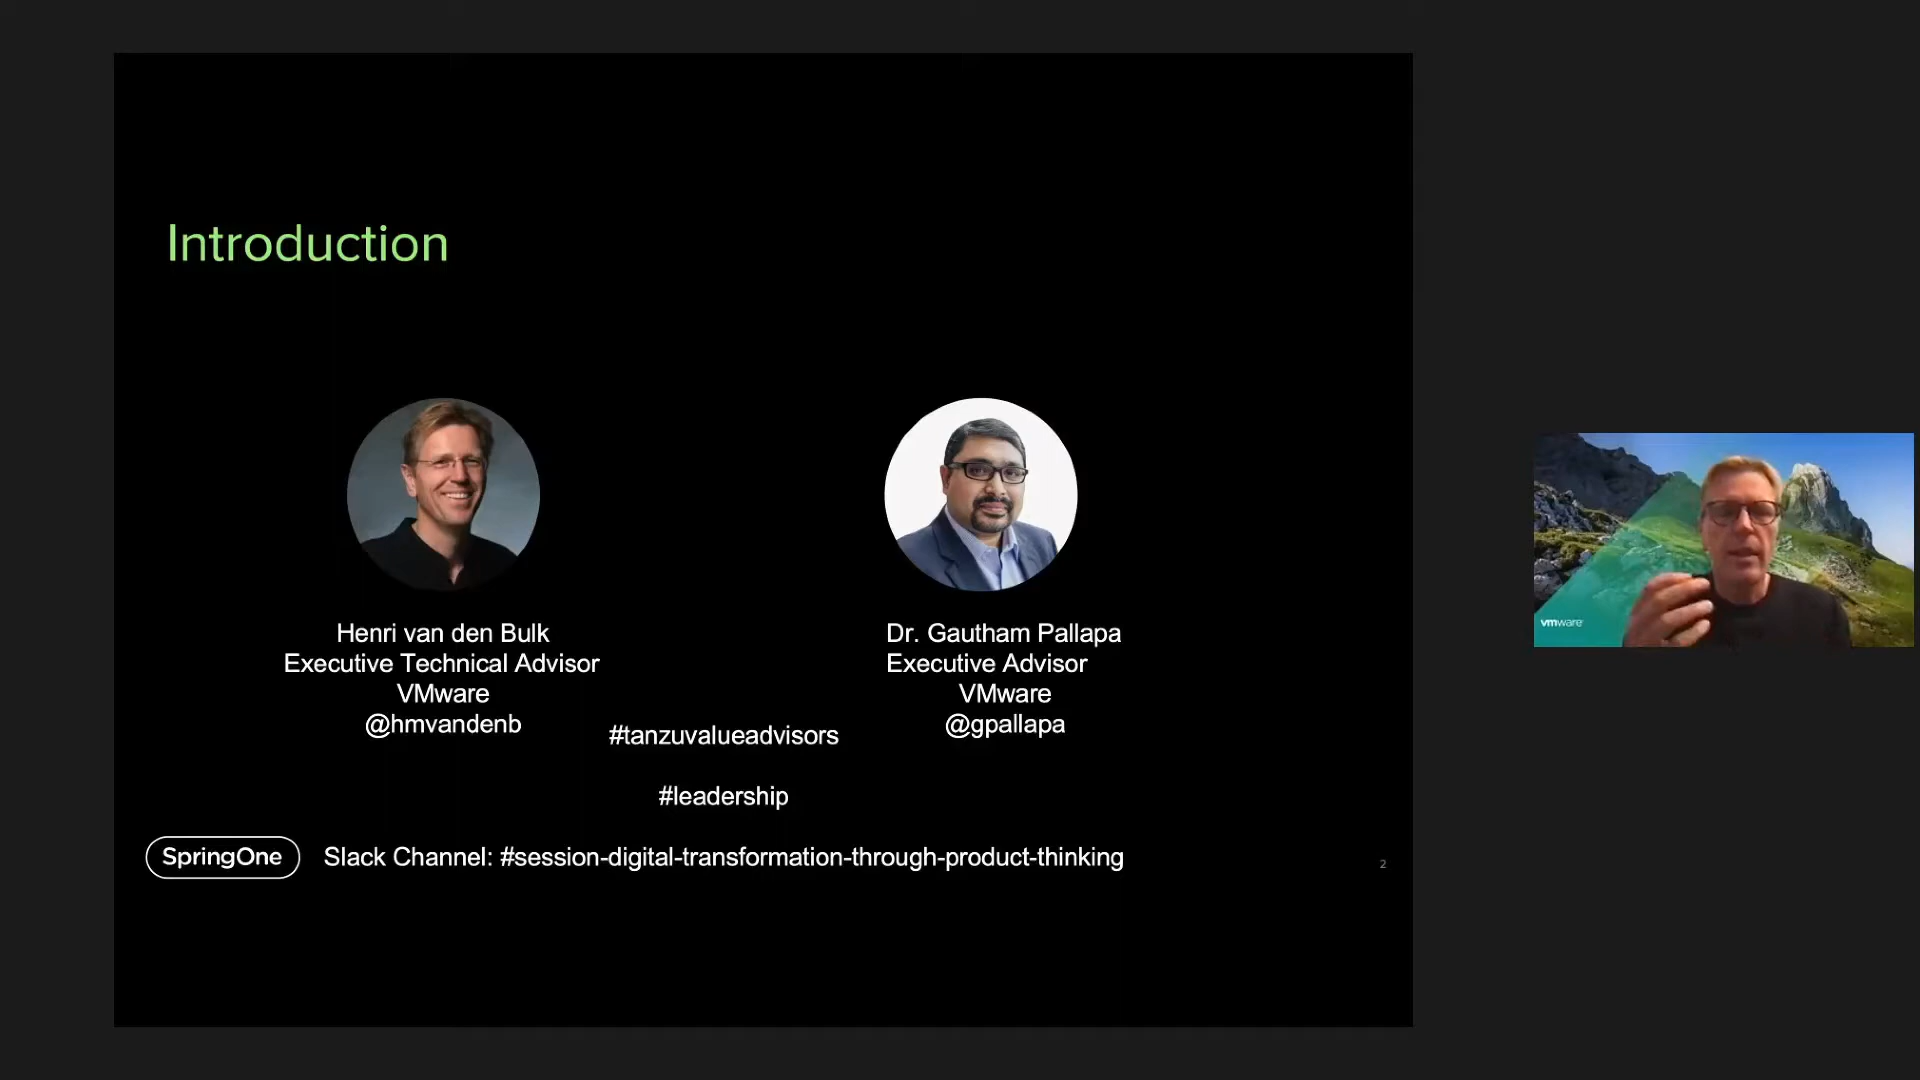 Introduction
Henri van den Bulk
Executive Technical Advisor
VMware
@hmvandenb
Dr. Gautham Pallapa
Executive Advisor
VMware
@gpallapa
#tanzuvalueadvisors
#leadership
SpringOne
Slack Channel: #session-digital-transformation-through-product-thinking
2
vmware